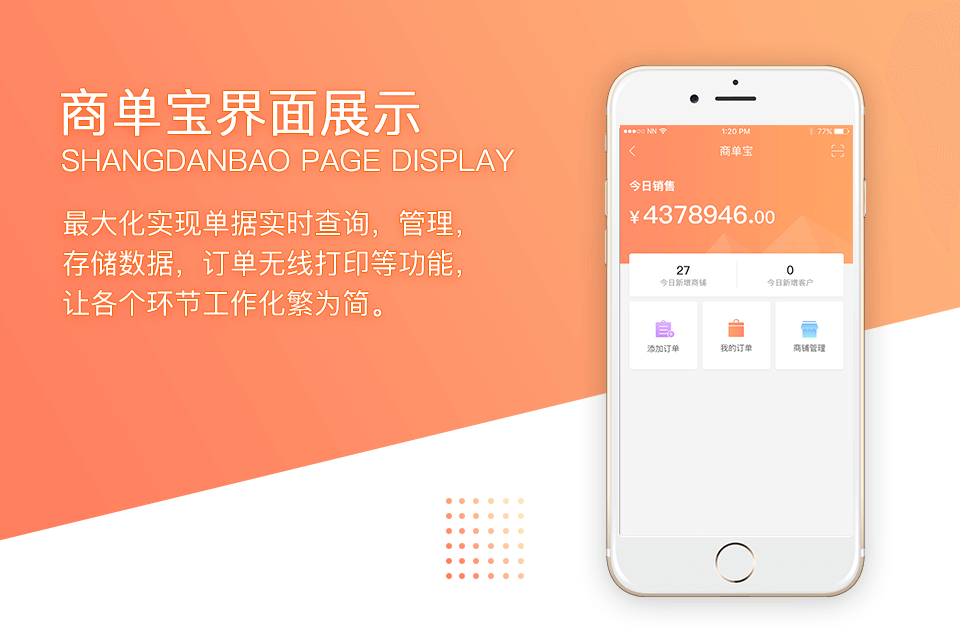 商单宝界面展示
SHANGDANBAO PAGE DISPLAY
最大化实现单据实时查询，管理，
存储数据，订单无线打印等功能，
让各个环节工作化繁为简。
NN 1:20 PM 77%
商单宝
今日销售
¥4378946.00
27 0
今日新增商铺 今日新增客户
添加订单 我的订单 商铺管理